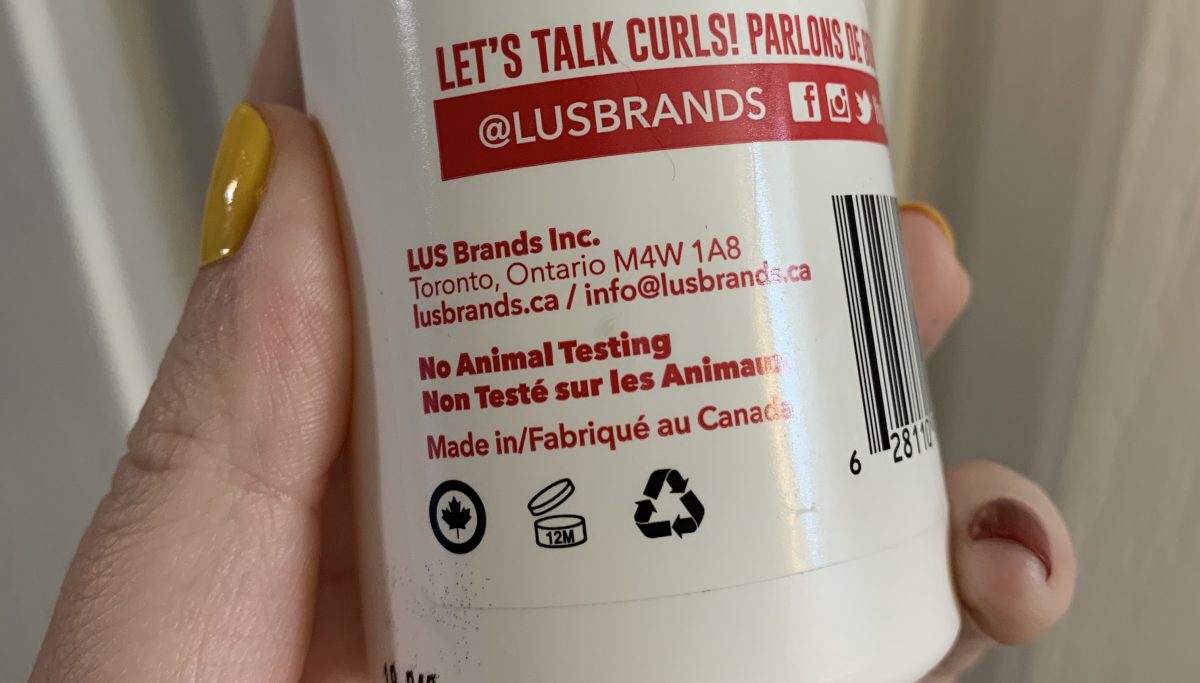 LET'S TALK CURLS! PARLONS DE
@LUSBRANDS
LUS Brands Inc.
Toronto, Ontario M4W 1A8
lusbrands.ca / info@lusbrands.ca
No Animal Testing
Non Testé sur les Animaux
Made in/Fabriqué au Canada
12M
6 28110